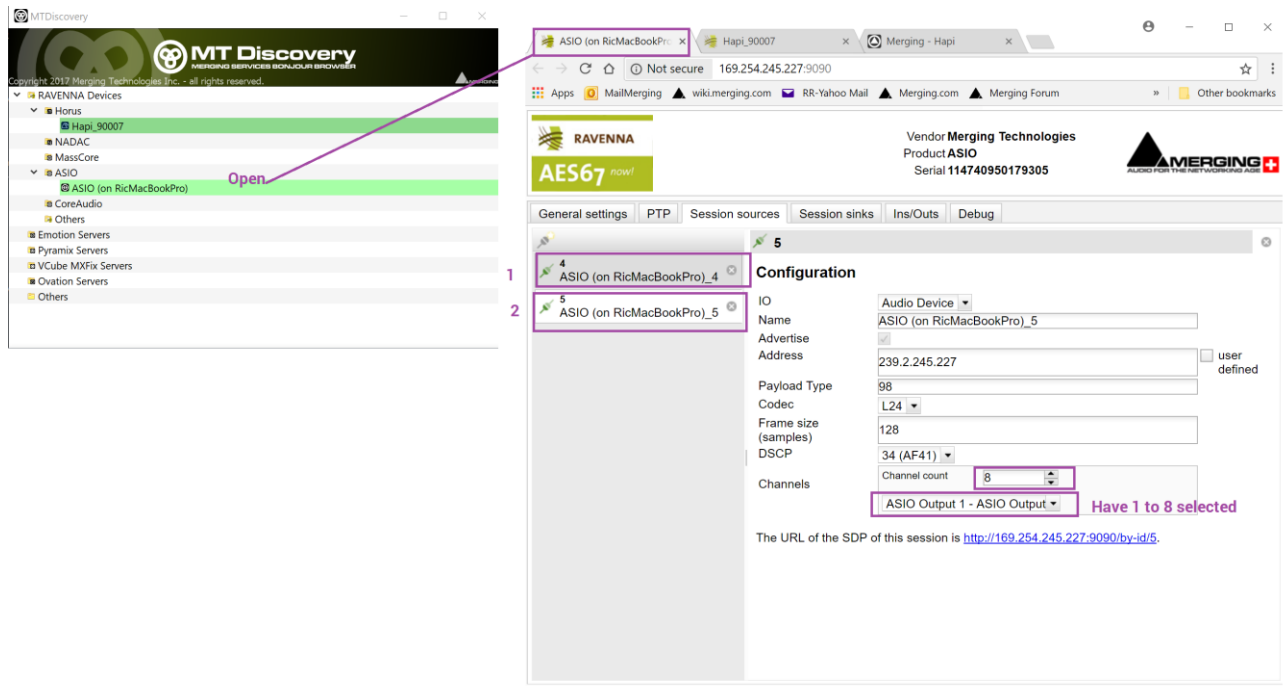 MTDiscovery
MT Discovery
MERGING SERVICES BONJOUR BROWSER
Copyright 2017 Merging Technologies Inc. - all rights reserved.
MERGING
RAVENNA Devices
Horus
Hapi_90007
NADAC
MassCore
ASIO
ASIO (on RicMacBookPro)
CoreAudio
Others
Emotion Servers
Pyramix Servers
VCube MXFix Servers
Ovation Servers
Others
Open
ASIO (on RicMacBookPro
Hapi_90007
Merging - Hapi
Not secure 169.254.245.227:9090
Apps MailMerging wiki.merging.com RR-Yahoo Mail Merging.com Merging Forum » Other bookmarks
RAVENNA
AES67 now!
Vendor Merging Technologies
Product ASIO
Serial 114740950179305
MERGING
AUDIO FOR THE NETWORKING AGE
General settings PTP Session sources Session sinks Ins/Outs Debug
1
4
ASIO (on RicMacBookPro)_4
2
5
ASIO (on RicMacBookPro)_5
5
Configuration
IO Audio Device
Name ASIO (on RicMacBookPro)_5
Advertise
Address 239.2.245.227 user defined
Payload Type 98
Codec L24
Frame size (samples) 128
DSCP 34 (AF41)
Channels Channel count 8
ASIO Output 1 - ASIO Output
Have 1 to 8 selected
The URL of the SDP of this session is http://169.254.245.227:9090/by-id/5.